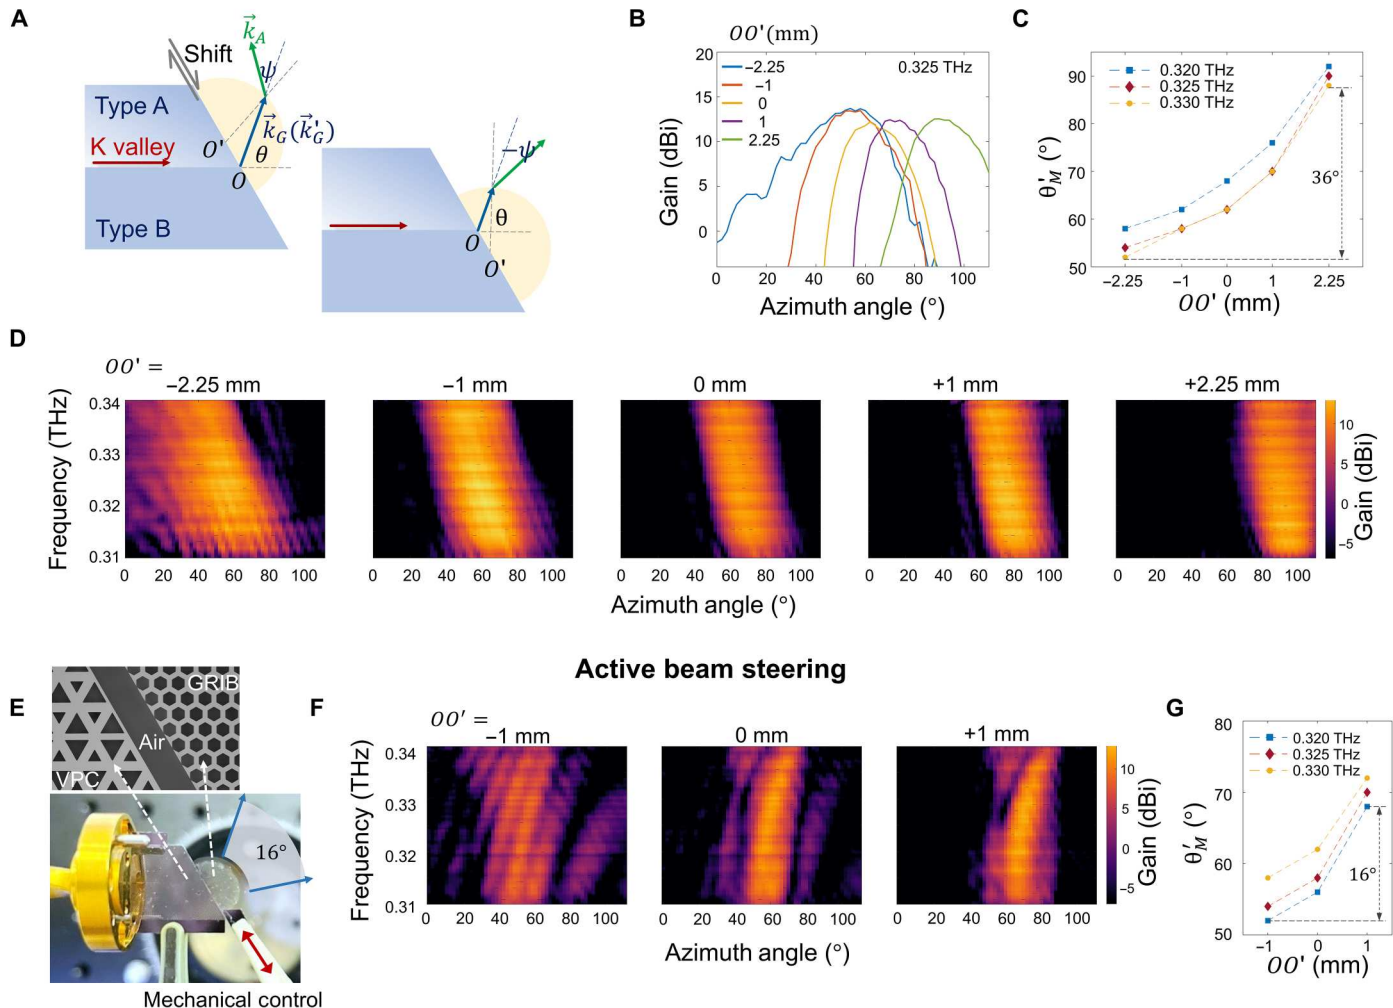 A
Shift
k⃗_A
ψ
Type A
k⃗_G(k⃗'_G)
K valley
O'
θ
O
Type B
−ψ
θ
O
O'
B
OO'(mm)
20
15
10
5
0
Gain (dBi)
−2.25
−1
0
1
2.25
0.325 THz
0 20 40 60 80 100
Azimuth angle (°)
C
90
80
70
60
50
θ'_M (°)
0.320 THz
0.325 THz
0.330 THz
36°
−2.25 −1 0 1 2.25
OO' (mm)
D
OO' =
−2.25 mm
−1 mm
0 mm
+1 mm
+2.25 mm
Frequency (THz)
0.34
0.33
0.32
0.31
0 20 40 60 80 100
0 20 40 60 80 100
0 20 40 60 80 100
0 20 40 60 80 100
0 20 40 60 80 100
10
5
0
−5
Gain (dBi)
Azimuth angle (°)
Active beam steering
E
GRIB
Air
VPC
16°
Mechanical control
F
OO' =
−1 mm
0 mm
+1 mm
Frequency (THz)
0.34
0.33
0.32
0.31
0 20 40 60 80 100
0 20 40 60 80 100
0 20 40 60 80 100
10
5
0
−5
Gain (dBi)
Azimuth angle (°)
G
80
70
60
50
θ'_M (°)
0.320 THz
0.325 THz
0.330 THz
16°
−1 0 1
OO' (mm)